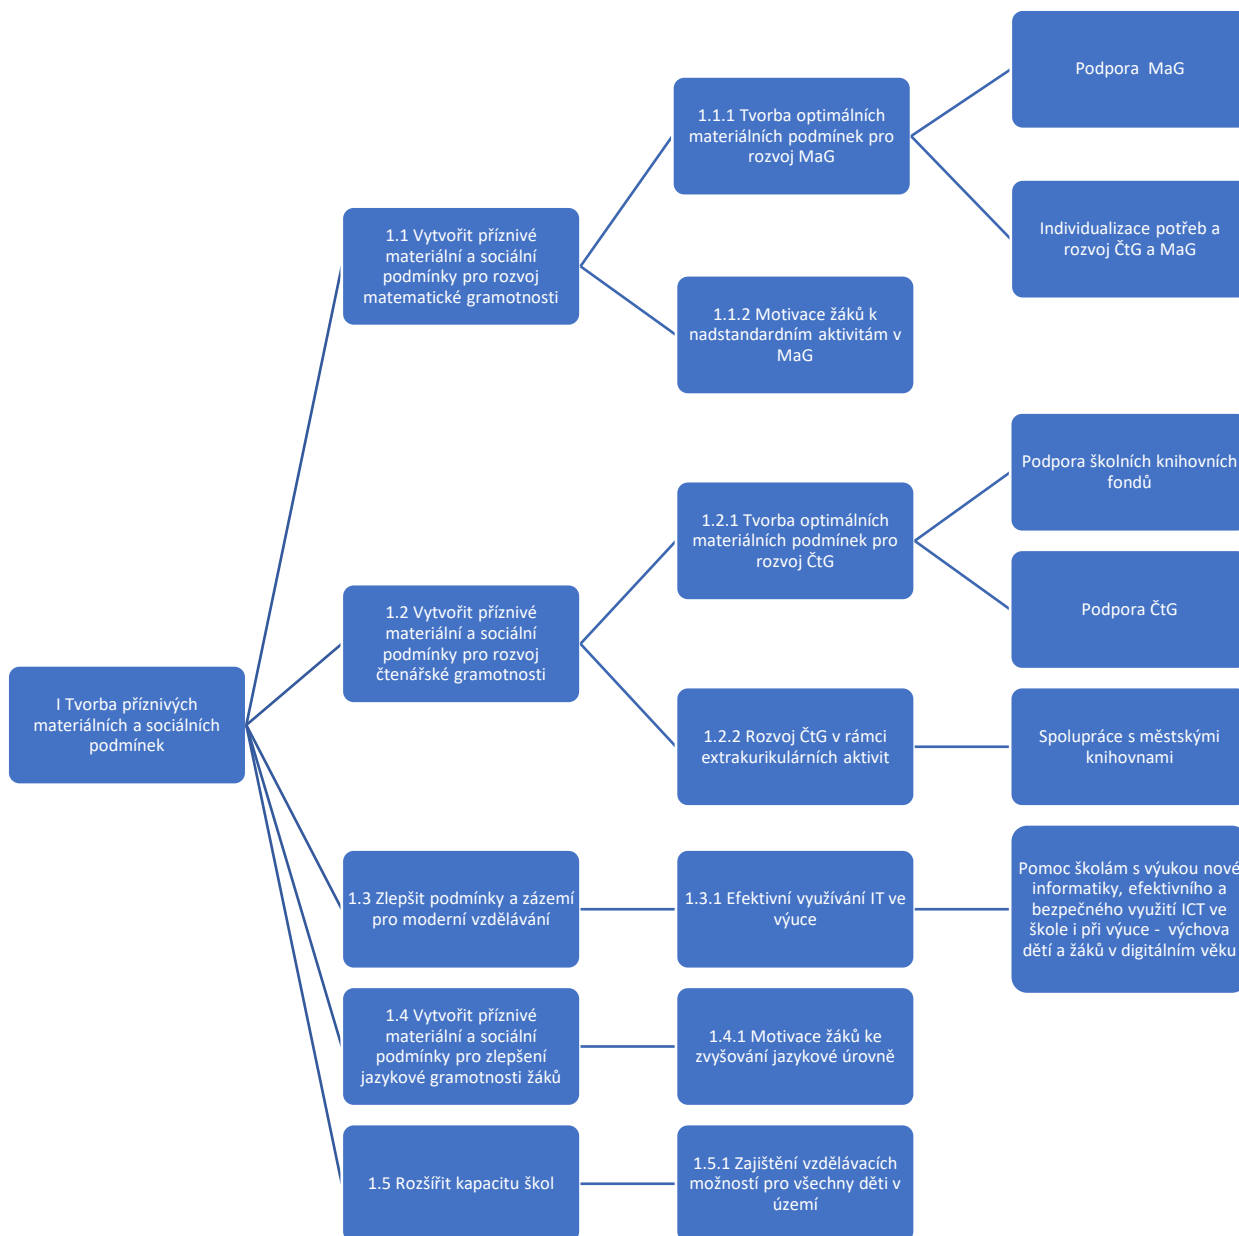 I Tvorba příznivých
materiálních a sociálních
podmínek
1.1 Vytvořit příznivé
materiální a sociální
podmínky pro rozvoj
matematické gramotnosti
1.1.1 Tvorba optimálních
materiálních podmínek pro
rozvoj MaG
Podpora  MaG
Individualizace potřeb a
rozvoj ČtG a MaG
1.1.2 Motivace žáků k
nadstandardním aktivitám v
MaG
1.2 Vytvořit příznivé
materiální a sociální
podmínky pro rozvoj
čtenářské gramotnosti
1.2.1 Tvorba optimálních
materiálních podmínek pro
rozvoj ČtG
Podpora školních knihovních
fondů
Podpora ČtG
1.2.2 Rozvoj ČtG v rámci
extrakurikulárních aktivit
Spolupráce s městskými
knihovnami
1.3 Zlepšit podmínky a zázemí
pro moderní vzdělávání
1.3.1 Efektivní využívání IT ve
výuce
Pomoc školám s výukou nové
informatiky, efektivního a
bezpečného využití ICT ve
škole i při výuce -  výchova
dětí a žáků v digitálním věku
1.4 Vytvořit příznivé
materiální a sociální
podmínky pro zlepšení
jazykové gramotnosti žáků
1.4.1 Motivace žáků ke
zvyšování jazykové úrovně
1.5 Rozšířit kapacitu škol
1.5.1 Zajištění vzdělávacích
možností pro všechny děti v
území